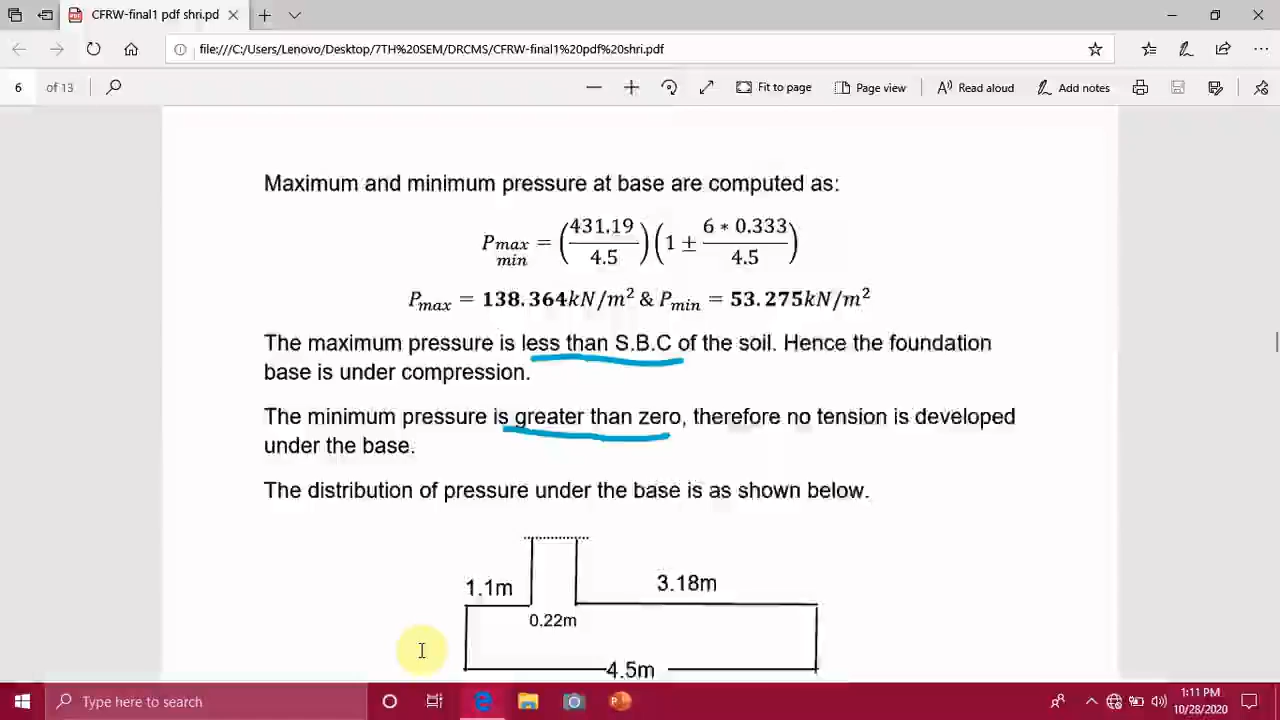 CFRW-final1 pdf shri.pd
file:///C:/Users/Lenovo/Desktop/7TH%20SEM/DRCMS/CFRW-final1%20pdf%20shri.pdf
6 of 13 Fit to page Page view Read aloud Add notes
Maximum and minimum pressure at base are computed as:
P_{max min} = (431.19/4.5)(1 ± 6 * 0.333/4.5)
P_{max} = 138.364kN/m² & P_{min} = 53.275kN/m²
The maximum pressure is less than S.B.C of the soil. Hence the foundation
base is under compression.
The minimum pressure is greater than zero, therefore no tension is developed
under the base.
The distribution of pressure under the base is as shown below.
1.1m 3.18m
0.22m
4.5m
Type here to search
1:11 PM
10/28/2020